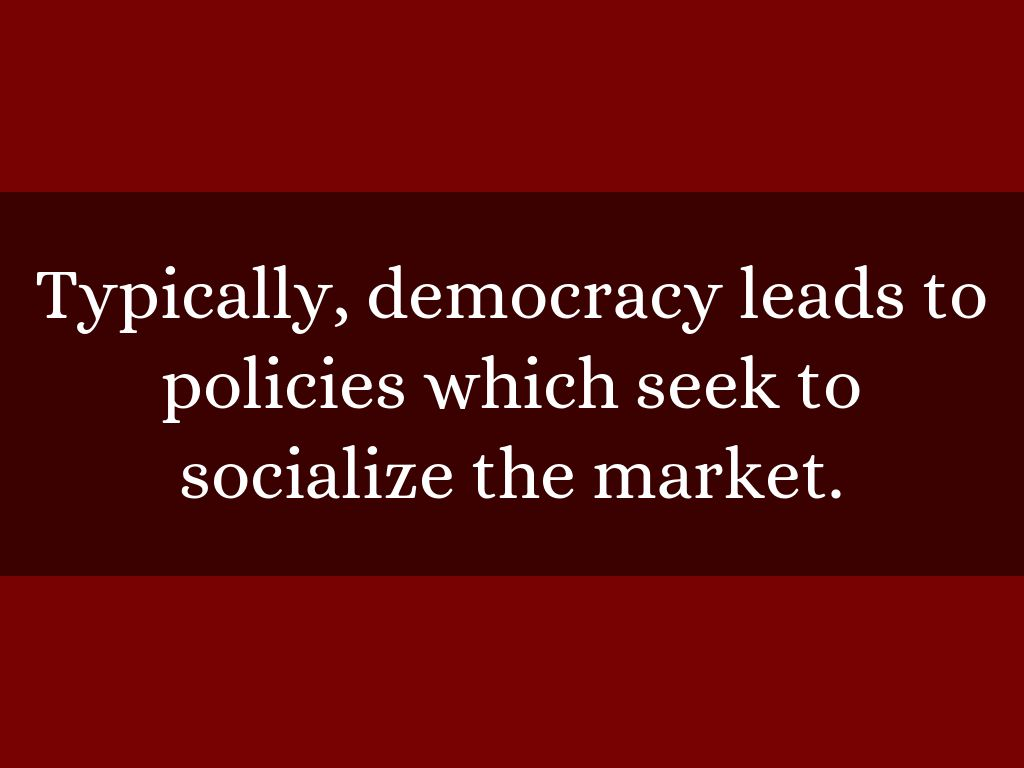 Typically, democracy leads to
policies which seek to
socialize the market.